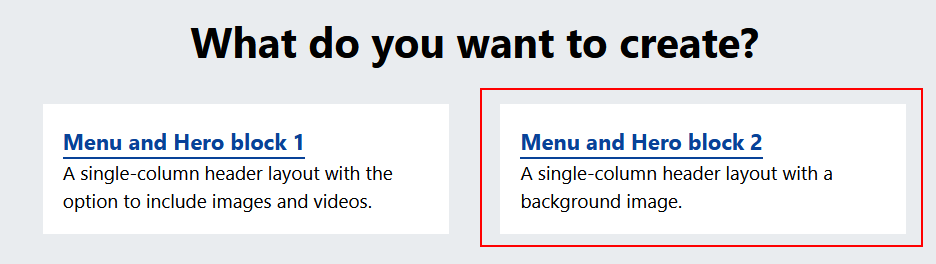 What do you want to create?
Menu and Hero block 1
A single-column header layout with the
option to include images and videos.
Menu and Hero block 2
A single-column header layout with a
background image.